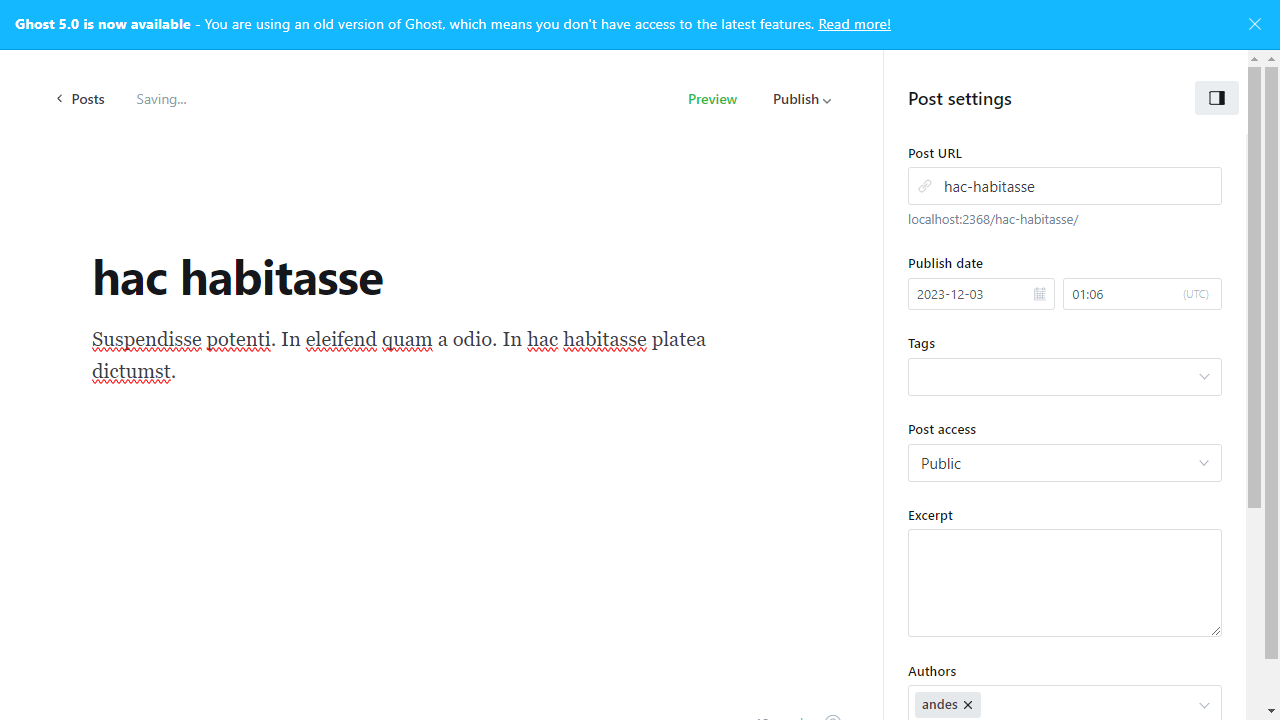 Ghost 5.0 is now available - You are using an old version of Ghost, which means you don't have access to the latest features. Read more!
Posts Saving... Preview Publish
hac habitasse
Suspendisse potenti. In eleifend quam a odio. In hac habitasse platea
dictumst.
Post settings
Post URL
hac-habitasse
localhost:2368/hac-habitasse/
Publish date
2023-12-03 01:06 (UTC)
Tags
Post access
Public
Excerpt
Authors
andes